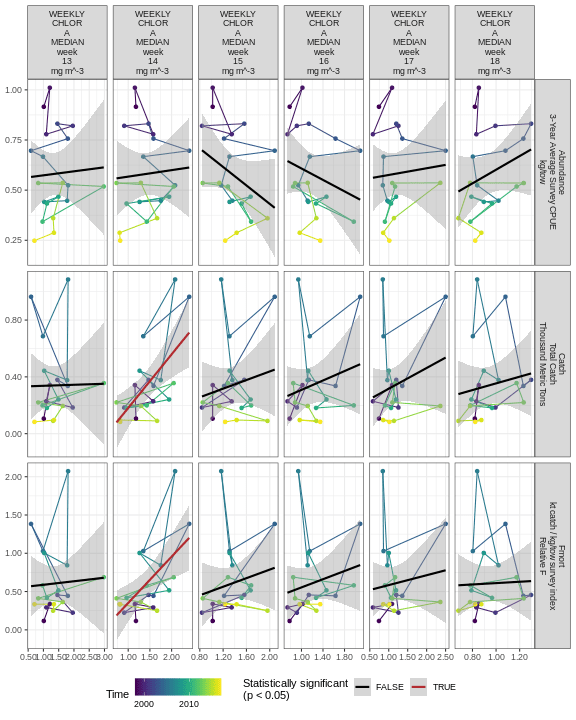 WEEKLY
CHLOR
A
MEDIAN
week
13
mg m^-3
WEEKLY
CHLOR
A
MEDIAN
week
14
mg m^-3
WEEKLY
CHLOR
A
MEDIAN
week
15
mg m^-3
WEEKLY
CHLOR
A
MEDIAN
week
16
mg m^-3
WEEKLY
CHLOR
A
MEDIAN
week
17
mg m^-3
WEEKLY
CHLOR
A
MEDIAN
week
18
mg m^-3
1.00
0.75
0.50
0.25
Abundance
3-Year Average Survey CPUE
kg/tow
0.80
0.40
0.00
Catch
Total Catch
Thousand Metric Tons
2.00
1.50
1.00
0.50
0.00
Fmort
kt catch / kg/tow survey index
Relative F
0.50 1.00 1.50 2.00 2.50 3.00
1.00 1.50 2.00
0.80 1.20 1.60 2.00
1.00 1.40 1.80
0.50 1.00 1.50 2.00 2.50
0.80 1.00 1.20
Time
2000 2010
Statistically significant
(p < 0.05)
FALSE
TRUE